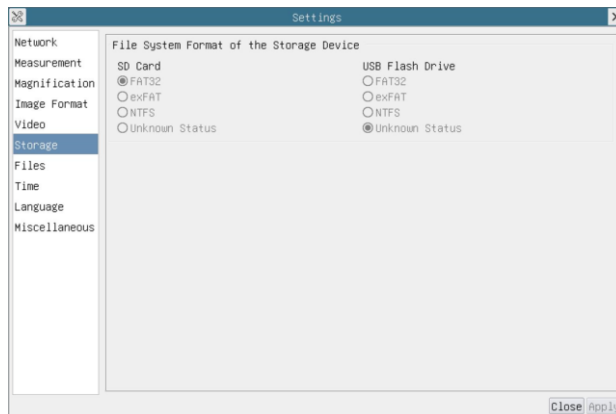 Settings
Network
Measurement
Magnification
Image Format
Video
Storage
Files
Time
Language
Miscellaneous
File System Format of the Storage Device
SD Card
FAT32
exFAT
NTFS
Unknown Status
USB Flash Drive
FAT32
exFAT
NTFS
Unknown Status
Close Apply